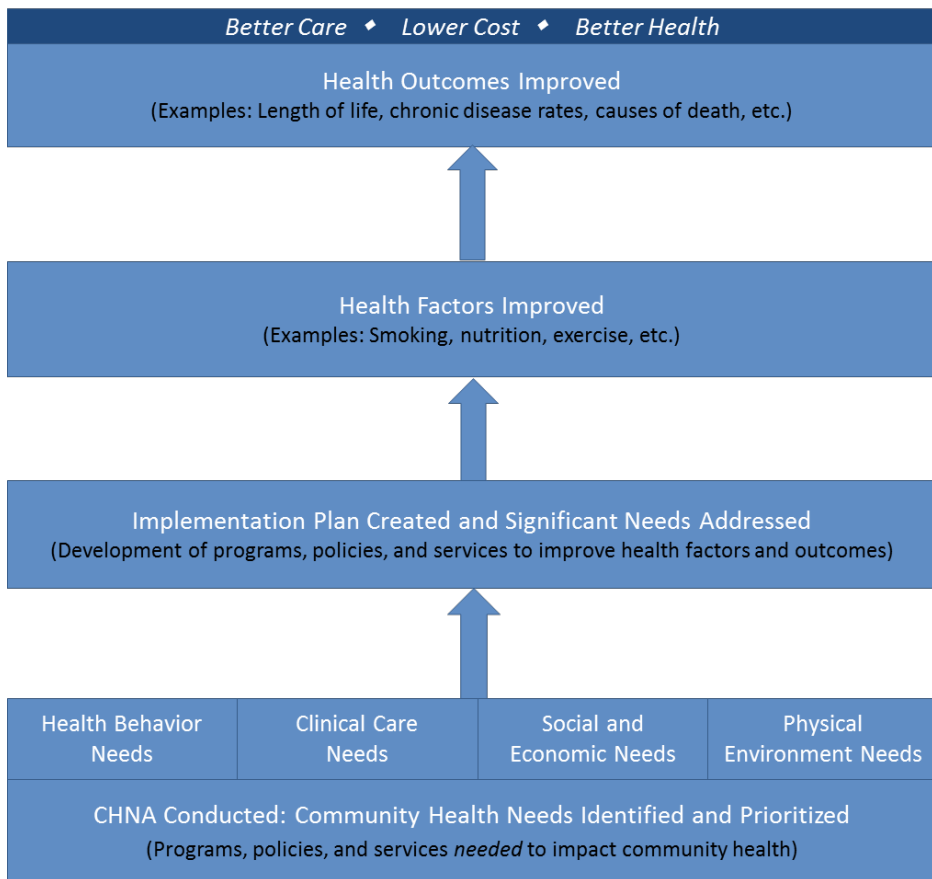 Better Care ◆ Lower Cost ◆ Better Health
Health Outcomes Improved
(Examples: Length of life, chronic disease rates, causes of death, etc.)
Health Factors Improved
(Examples: Smoking, nutrition, exercise, etc.)
Implementation Plan Created and Significant Needs Addressed
(Development of programs, policies, and services to improve health factors and outcomes)
Health Behavior
Needs
Clinical Care
Needs
Social and
Economic Needs
Physical
Environment Needs
CHNA Conducted: Community Health Needs Identified and Prioritized
(Programs, policies, and services needed to impact community health)